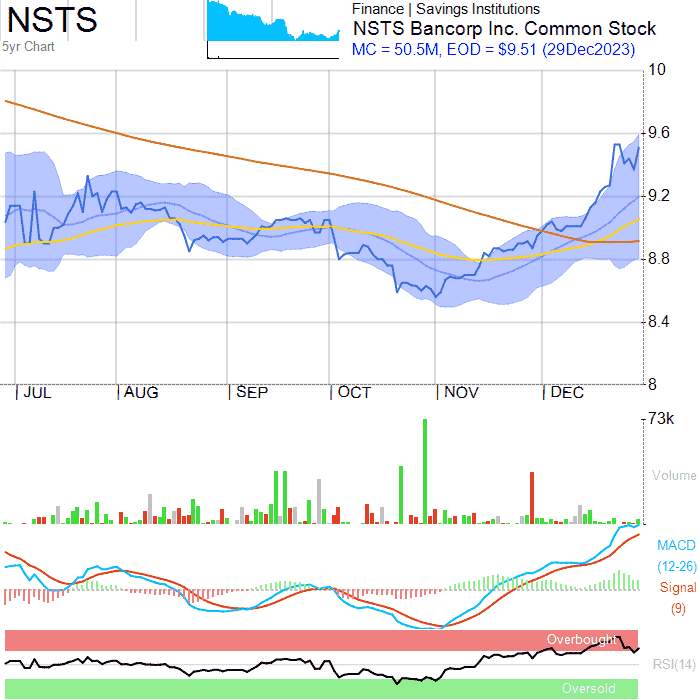 NSTS
5yr Chart
Finance | Savings Institutions
NSTS Bancorp Inc. Common Stock
MC = 50.5M, EOD = $9.51 (29Dec2023)
10
9.6
9.2
8.8
8.4
8
JUL AUG SEP OCT NOV DEC
73k
Volume
MACD
(12-26)
Signal
(9)
Overbought
RSI(14)
Oversold